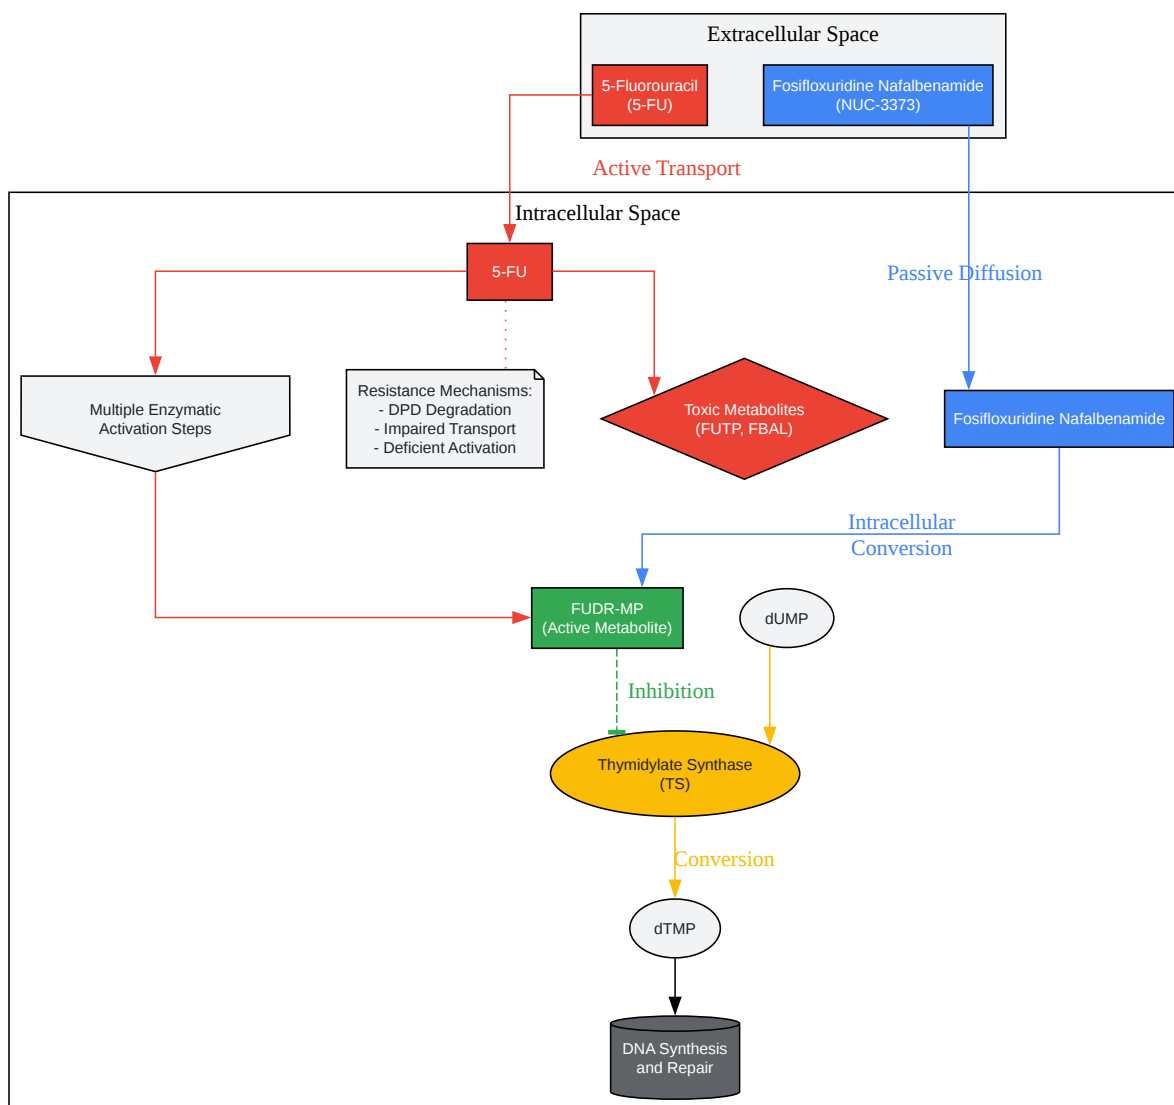 Extracellular Space
5-Fluorouracil
(5-FU)
Fosifloxuridine Nafalbenamide
(NUC-3373)
Active Transport
Intracellular Space
5-FU
Passive Diffusion
Multiple Enzymatic
Activation Steps
Resistance Mechanisms:
- DPD Degradation
- Impaired Transport
- Deficient Activation
Toxic Metabolites
(FUTP, FBAL)
Fosifloxuridine Nafalbenamide
Intracellular
Conversion
FUDR-MP
(Active Metabolite)
dUMP
Inhibition
Thymidylate Synthase
(TS)
Conversion
dTMP
DNA Synthesis
and Repair